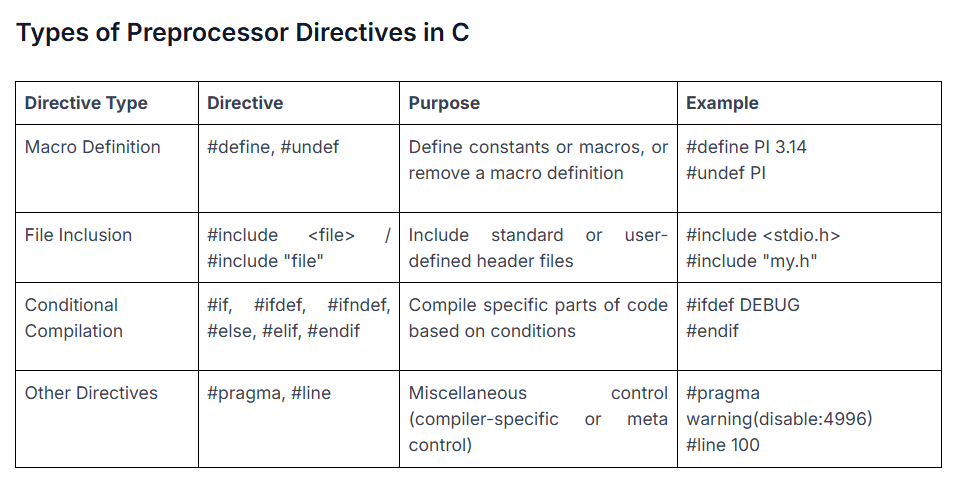 Types of Preprocessor Directives in C
Directive Type
Directive
Purpose
Example
Macro Definition
#define, #undef
Define constants or macros, or
remove a macro definition
#define PI 3.14
#undef PI
File Inclusion
#include <file> /
#include "file"
Include standard or user-
defined header files
#include <stdio.h>
#include "my.h"
Conditional
Compilation
#if, #ifdef, #ifndef,
#else, #elif, #endif
Compile specific parts of code
based on conditions
#ifdef DEBUG
#endif
Other Directives
#pragma, #line
Miscellaneous control
(compiler-specific or meta
control)
#pragma
warning(disable:4996)
#line 100